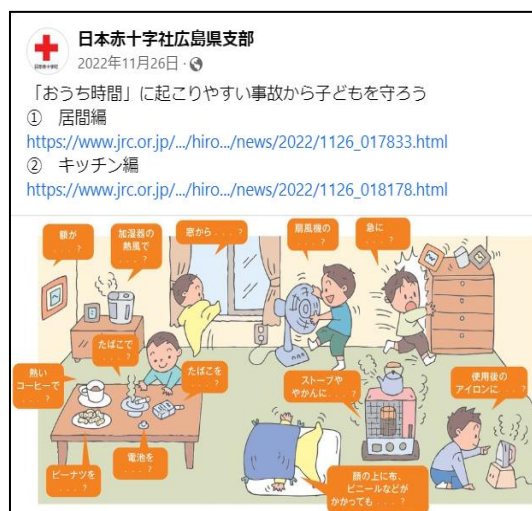 日本赤十字社広島県支部
2022年11月26日
「おうち時間」に起こりやすい事故から子どもを守ろう
① 居間編
https://www.jrc.or.jp/.../hiro.../news/2022/1126_017833.html
② キッチン編
https://www.jrc.or.jp/.../hiro.../news/2022/1126_018178.html
額が
...?
加湿器の
熱風で
...?
窓から...?
扇風機の
...?
急に
...?
たばこで
...?
たばこを
...?
熱い
コーヒーで
...?
ストーブや
やかんに...?
使用後の
アイロンに...?
ピーナツを
...?
電池を
...?
顔の上に布、
ビニールなどが
かかっても...?